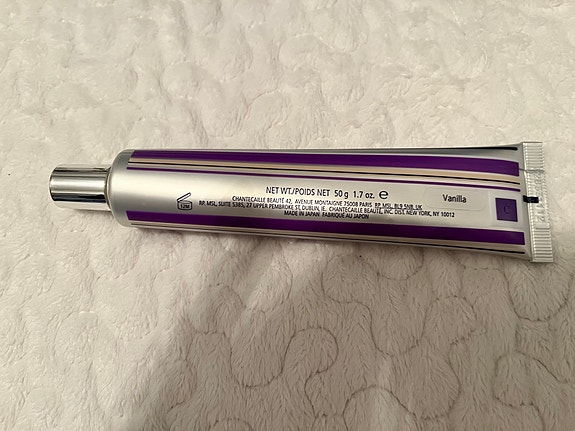 NET WT./POIDS NET 50 g 1.7 oz. e
Vanilla
CHANTECAILLE BEAUTÉ 42, AVENUE MONTAIGNE 75008 PARIS RP, MSL, BL9 5NB, UK
RP, MSL, SUITE 5385, 27 UPPER PEMBROKE ST, DUBLIN, IE. CHANTECAILLE BEAUTÉ, INC. DIST, NEW YORK, NY 10012
MADE IN JAPAN FABRIQUÉ AU JAPON
12M